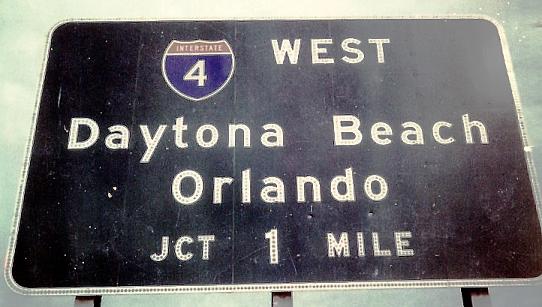 INTERSTATE
4 WEST
Daytona Beach
Orlando
JCT 1 MILE